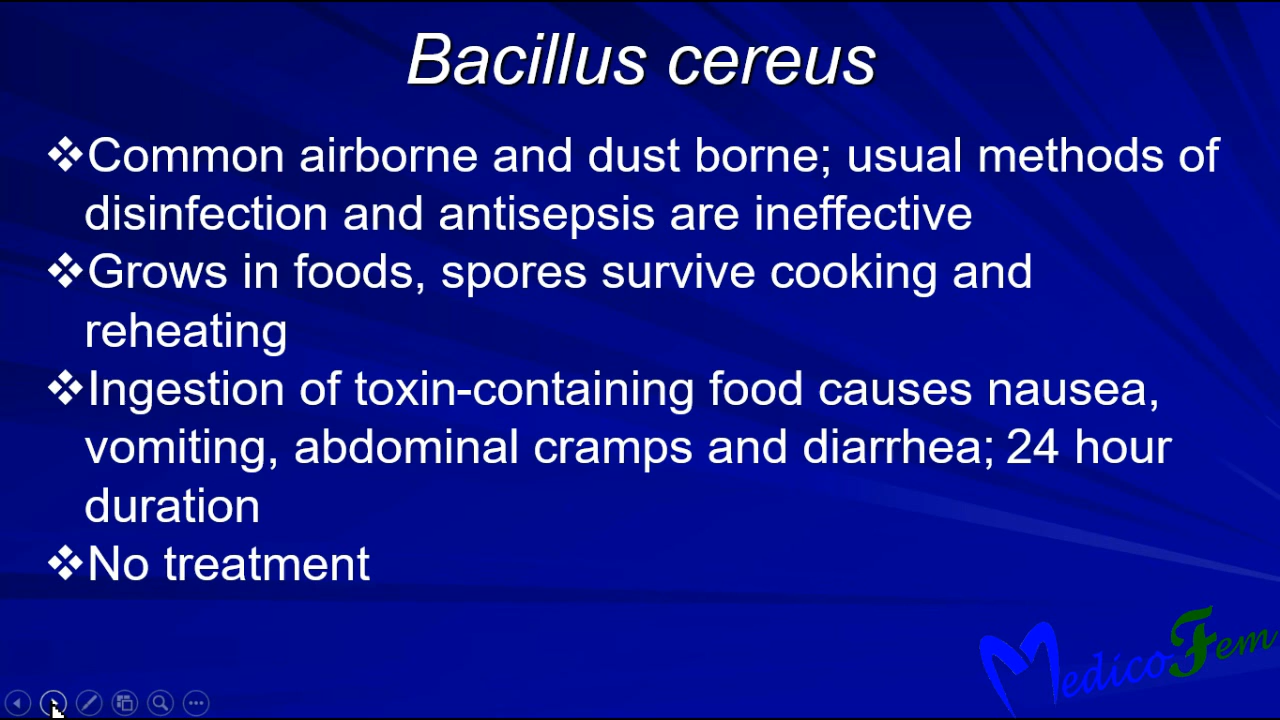 Bacillus cereus
❖Common airborne and dust borne; usual methods of
disinfection and antisepsis are ineffective
❖Grows in foods, spores survive cooking and
reheating
❖Ingestion of toxin-containing food causes nausea,
vomiting, abdominal cramps and diarrhea; 24 hour
duration
❖No treatment
MedicoFem